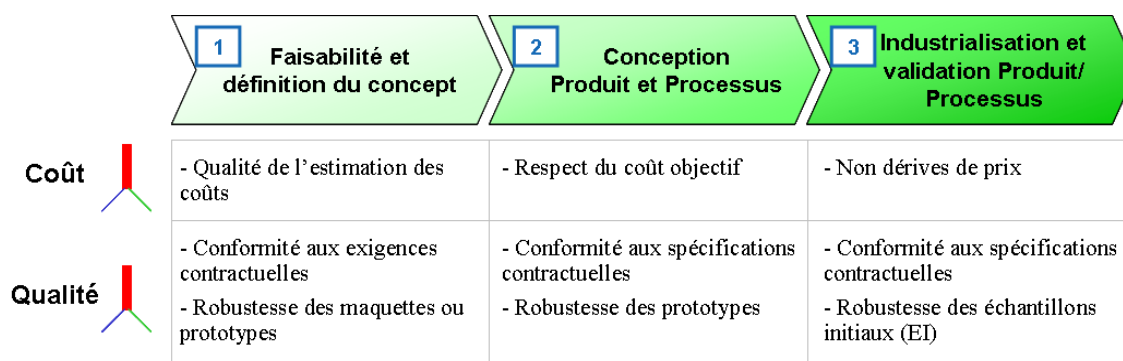 1
Faisabilité et
définition du concept
2
Conception
Produit et Processus
3
Industrialisation et
validation Produit/
Processus
Coût
- Qualité de l’estimation des
coûts
- Respect du coût objectif
- Non dérives de prix
Qualité
- Conformité aux exigences
contractuelles
- Robustesse des maquettes ou
prototypes
- Conformité aux spécifications
contractuelles
- Robustesse des prototypes
- Conformité aux spécifications
contractuelles
- Robustesse des échantillons
initiaux (EI)